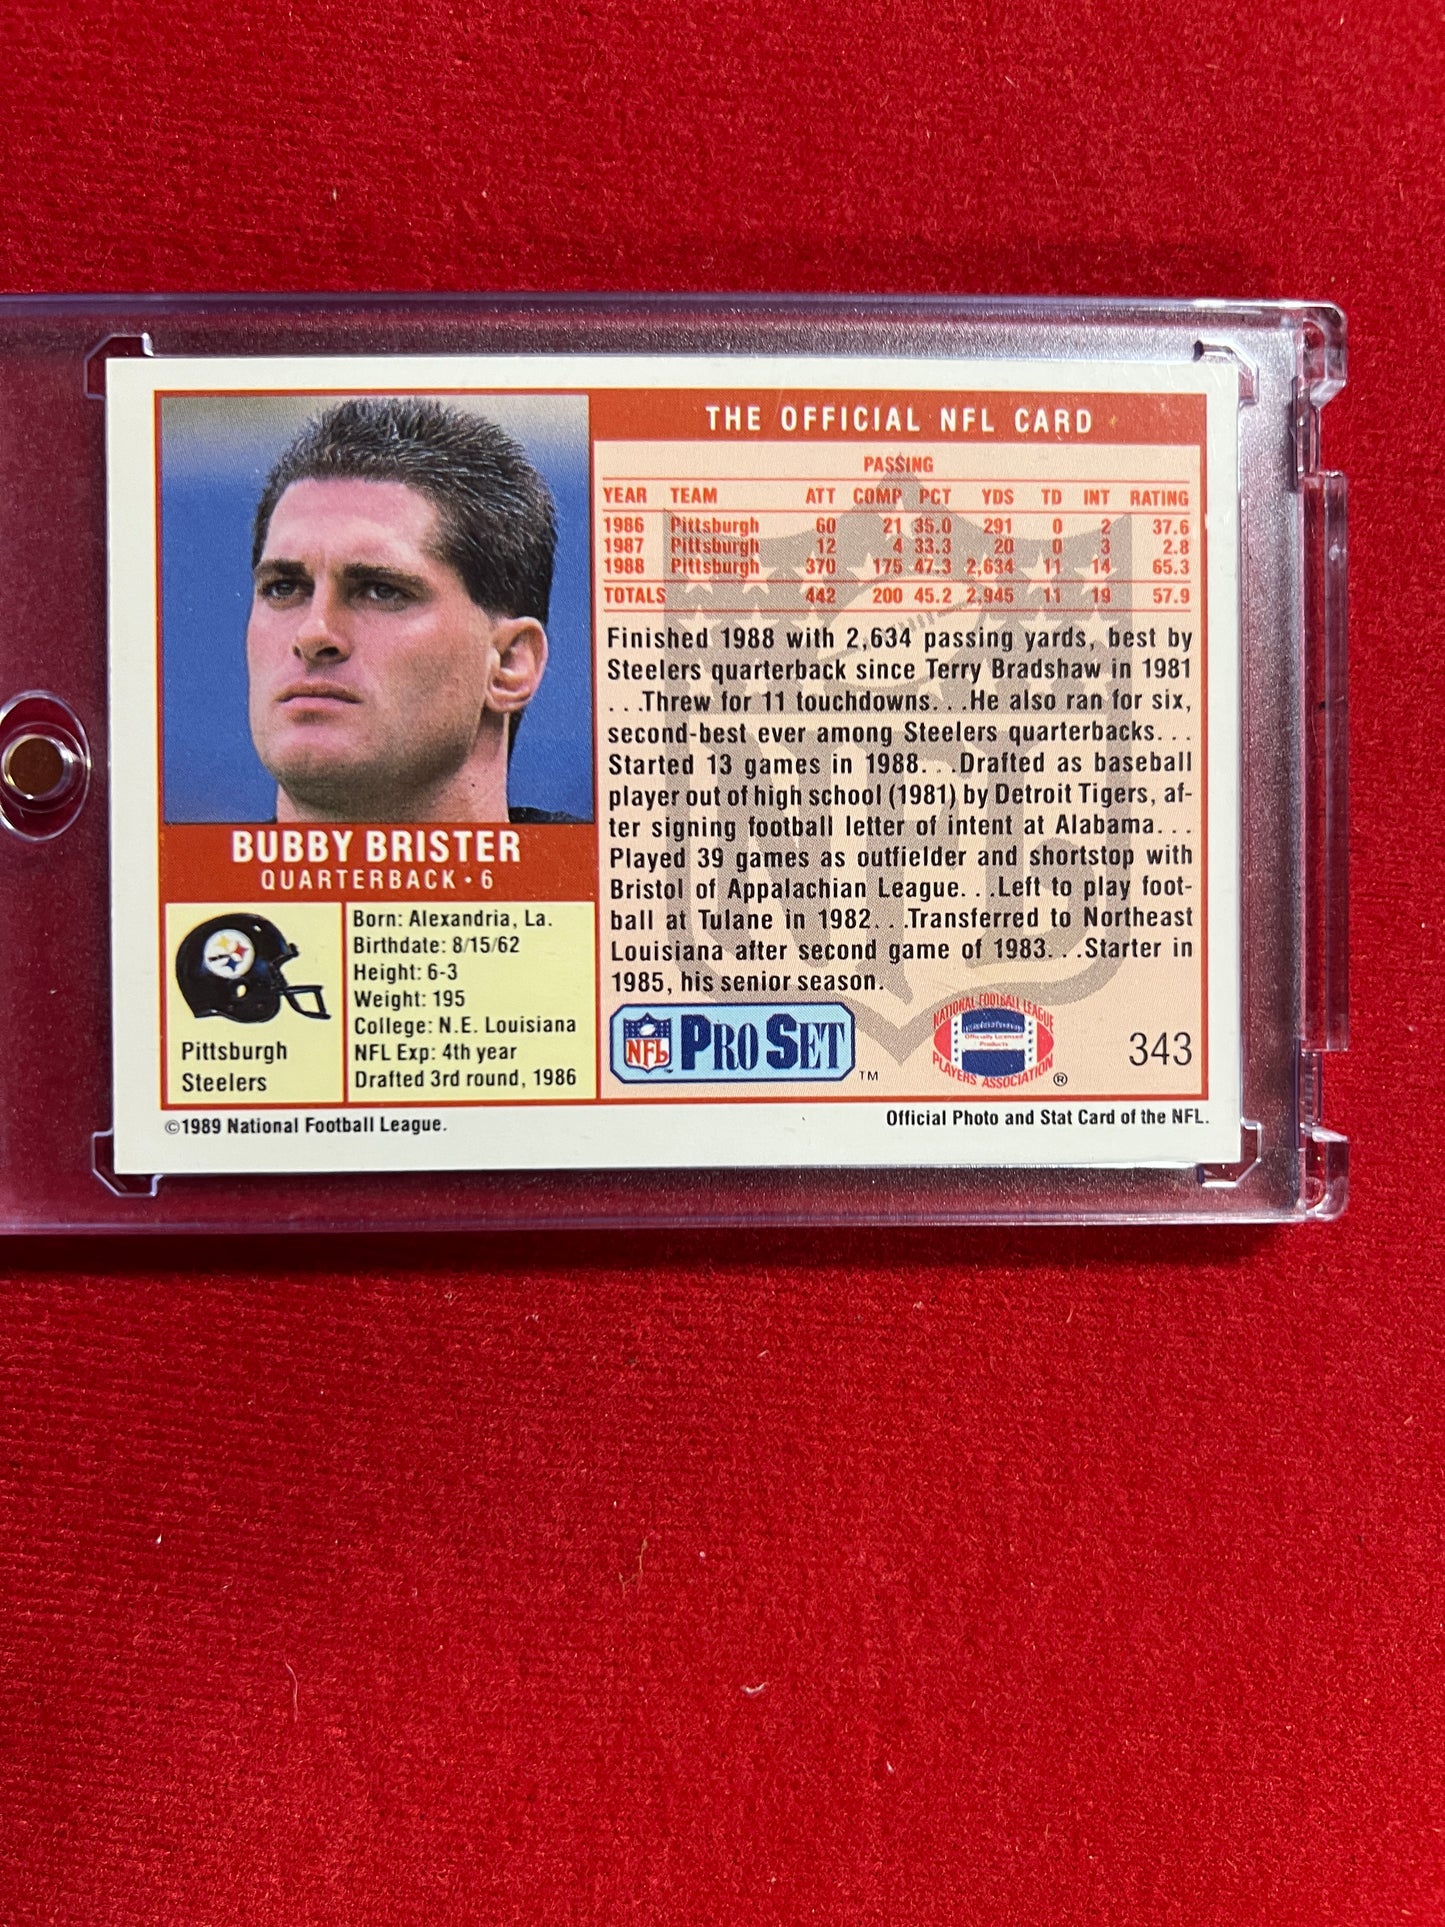 THE OFFICIAL NFL CARD
PASSING
YEAR TEAM ATT COMP PCT YDS TD INT RATING
1986 Pittsburgh 60 21 35.0 291 0 2 37.6
1987 Pittsburgh 12 4 33.3 20 0 3 2.8
1988 Pittsburgh 370 175 47.3 2,634 11 14 65.3
TOTALS 442 200 45.2 2,945 11 19 57.9
Finished 1988 with 2,634 passing yards, best by
Steelers quarterback since Terry Bradshaw in 1981
. . .Threw for 11 touchdowns. . .He also ran for six,
second-best ever among Steelers quarterbacks. . .
Started 13 games in 1988. . .Drafted as baseball
player out of high school (1981) by Detroit Tigers, af-
ter signing football letter of intent at Alabama. . .
Played 39 games as outfielder and shortstop with
Bristol of Appalachian League. . .Left to play foot-
ball at Tulane in 1982. . .Transferred to Northeast
Louisiana after second game of 1983. . .Starter in
1985, his senior season.
BUBBY BRISTER
QUARTERBACK • 6
Pittsburgh
Steelers
Born: Alexandria, La.
Birthdate: 8/15/62
Height: 6-3
Weight: 195
College: N.E. Louisiana
NFL Exp: 4th year
Drafted 3rd round, 1986
NFL PRO SET ™
NATIONAL FOOTBALL LEAGUE
Officially Licensed
Products
PLAYERS ASSOCIATION ®
343
©1989 National Football League.
Official Photo and Stat Card of the NFL.
NFL